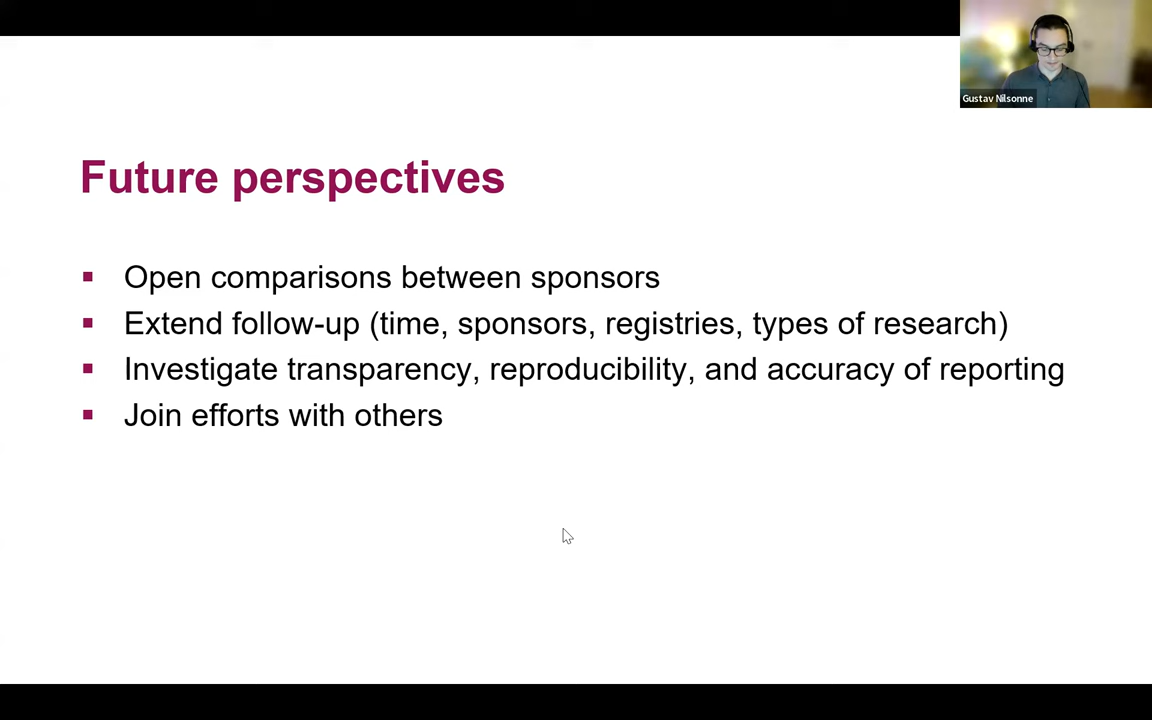 Gustav Nilsonne
Future perspectives
▪ Open comparisons between sponsors
▪ Extend follow-up (time, sponsors, registries, types of research)
▪ Investigate transparency, reproducibility, and accuracy of reporting
▪ Join efforts with others